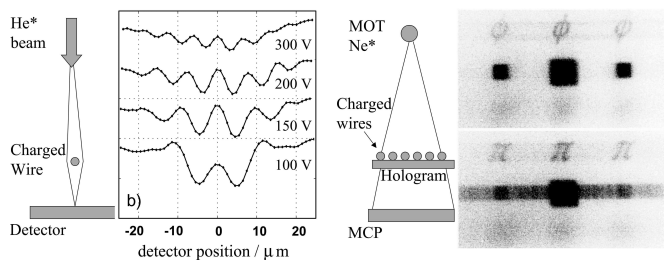 He*
beam
Charged
Wire
Detector
300 V
200 V
150 V
100 V
b)
-20 -10 0 10 20
detector position / μm
MOT
Ne*
Charged
wires
Hologram
MCP
ϕ ϕ ϕ
π π π